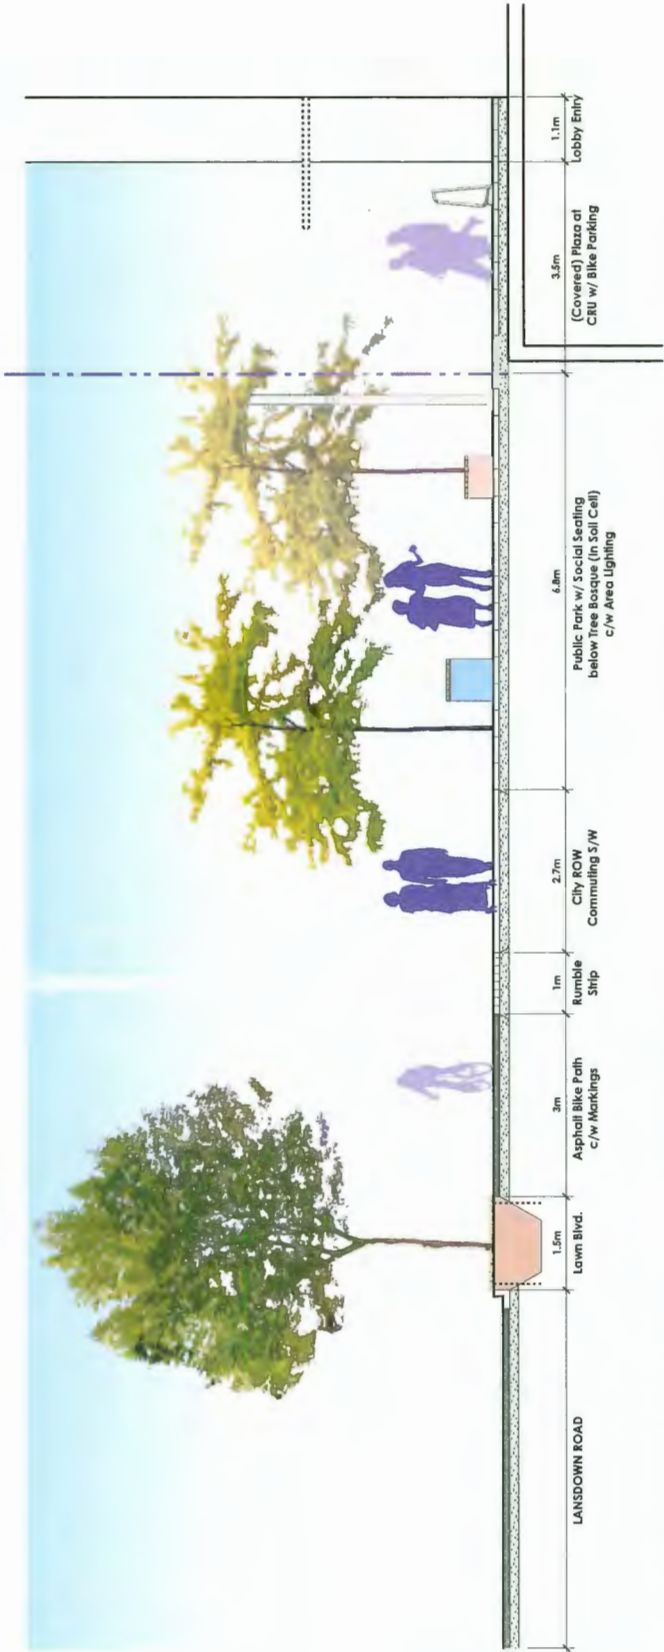 LANSDOWN ROAD
1.5m
Lawn Blvd.
3m
Asphalt Bike Path
c/w Markings
1m
Rumble
Strip
2.7m
City ROW
Commuting S/W
6.8m
Public Park w/ Social Seating
below Tree Bosque (in Soil Cell)
c/w Area Lighting
3.5m
(Covered) Plaza at
CRU w/ Bike Parking
1.1m
Lobby Entry